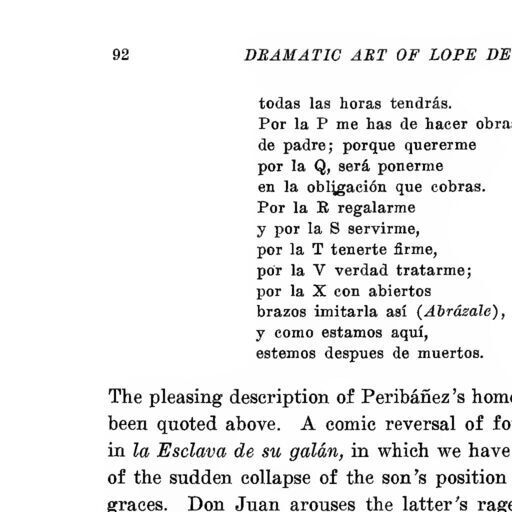 92
DRAMATIC ART OF LOPE DE
todas las horas tendrás.
Por la P me has de hacer obra
de padre; porque quererme
por la Q, será ponerme
en la obligación que cobras.
Por la R regalarme
y por la S servirme,
por la T tenerte firme,
por la V verdad tratarme;
por la X con abiertos
brazos imitarla así (Abrázale),
y como estamos aquí,
estemos despues de muertos.
The pleasing description of Peribáñez's hom
been quoted above. A comic reversal of fo
in la Esclava de su galán, in which we have
of the sudden collapse of the son's position
graces. Don Juan arouses the latter's rage